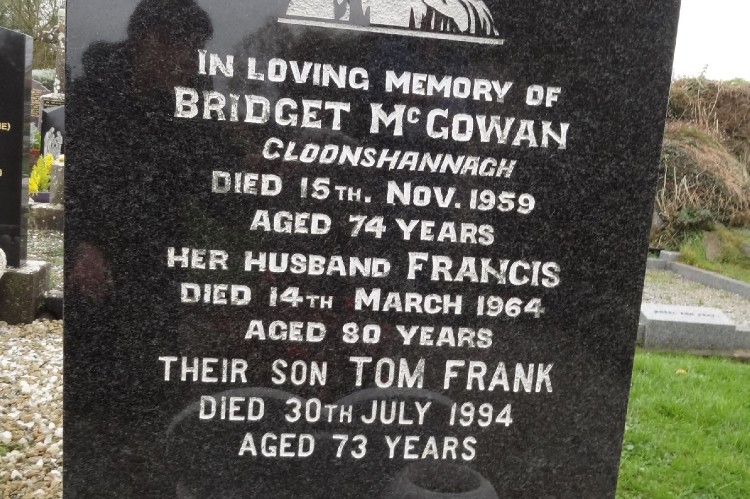 IN LOVING MEMORY OF
BRIDGET McGOWAN
CLOONSHANNAGH
DIED 15TH. NOV. 1959
AGED 74 YEARS
HER HUSBAND FRANCIS
DIED 14TH MARCH 1964
AGED 80 YEARS
THEIR SON TOM FRANK
DIED 30TH JULY 1994
AGED 73 YEARS